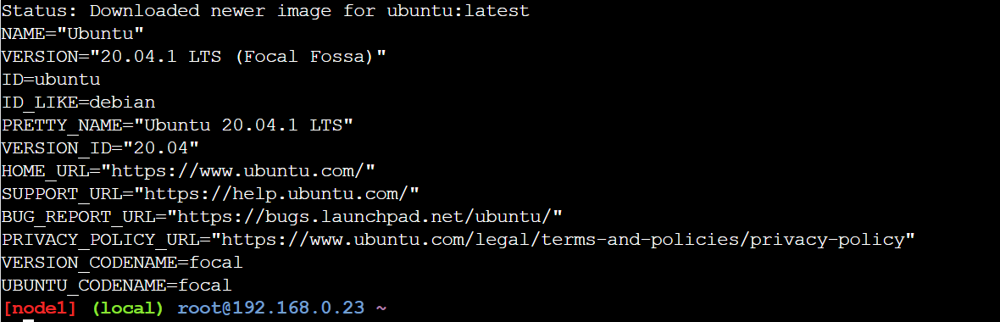 Status: Downloaded newer image for ubuntu:latest
NAME="Ubuntu"
VERSION="20.04.1 LTS (Focal Fossa)"
ID=ubuntu
ID_LIKE=debian
PRETTY_NAME="Ubuntu 20.04.1 LTS"
VERSION_ID="20.04"
HOME_URL="https://www.ubuntu.com/"
SUPPORT_URL="https://help.ubuntu.com/"
BUG_REPORT_URL="https://bugs.launchpad.net/ubuntu/"
PRIVACY_POLICY_URL="https://www.ubuntu.com/legal/terms-and-policies/privacy-policy"
VERSION_CODENAME=focal
UBUNTU_CODENAME=focal
[node1] (local) root@192.168.0.23 ~